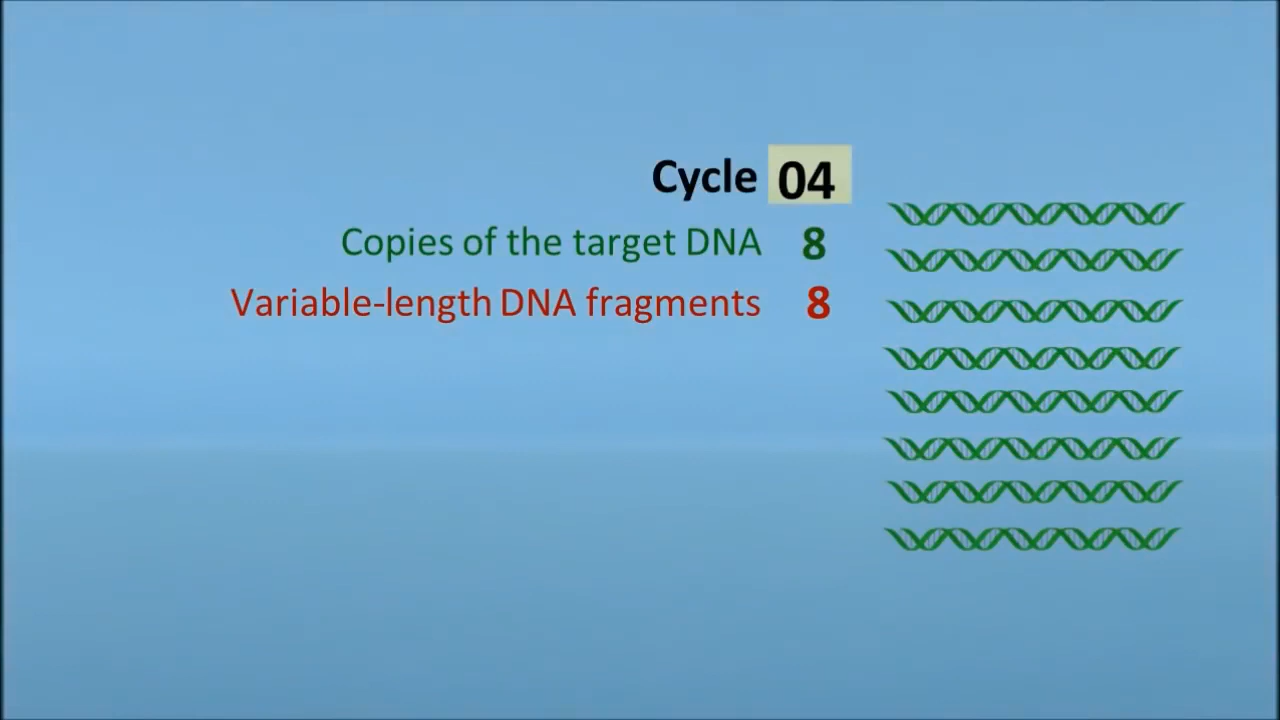 Cycle 04
Copies of the target DNA 8
Variable-length DNA fragments 8